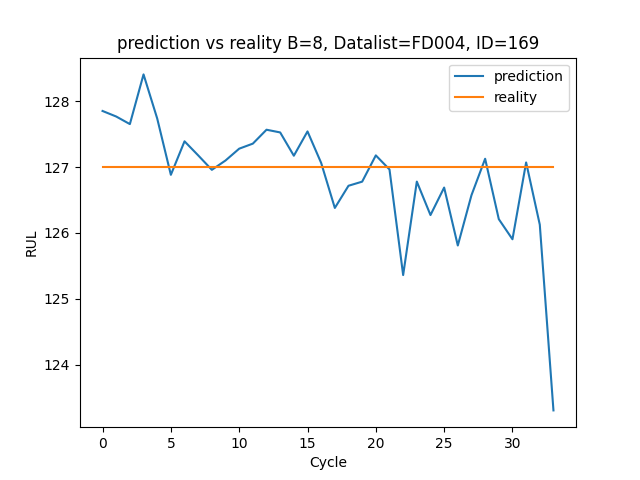 prediction vs reality B=8, Datalist=FD004, ID=169
prediction
reality
128
127
126
125
124
RUL
0 5 10 15 20 25 30
Cycle